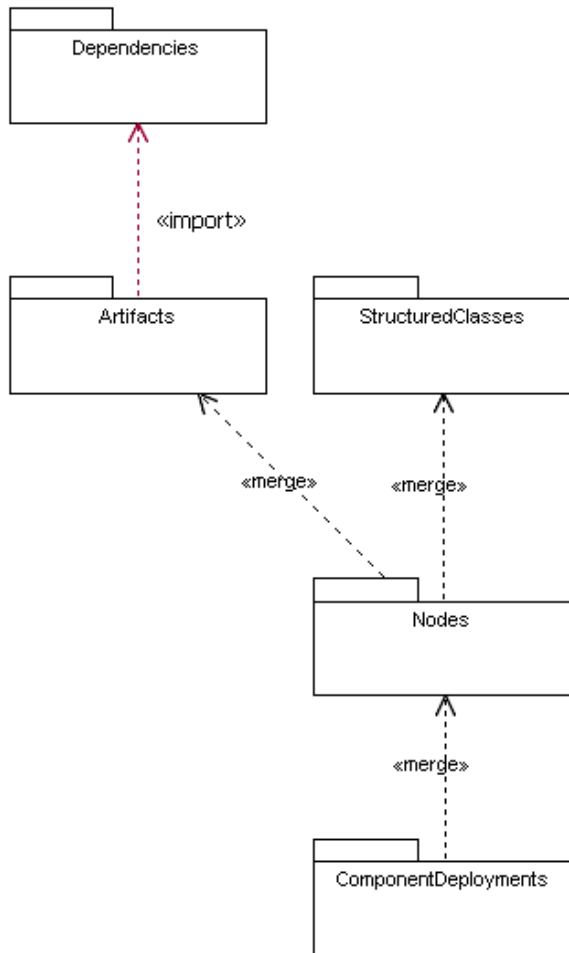 Dependencies
«import»
Artifacts
StructuredClasses
«merge»
«merge»
Nodes
«merge»
ComponentDeployments